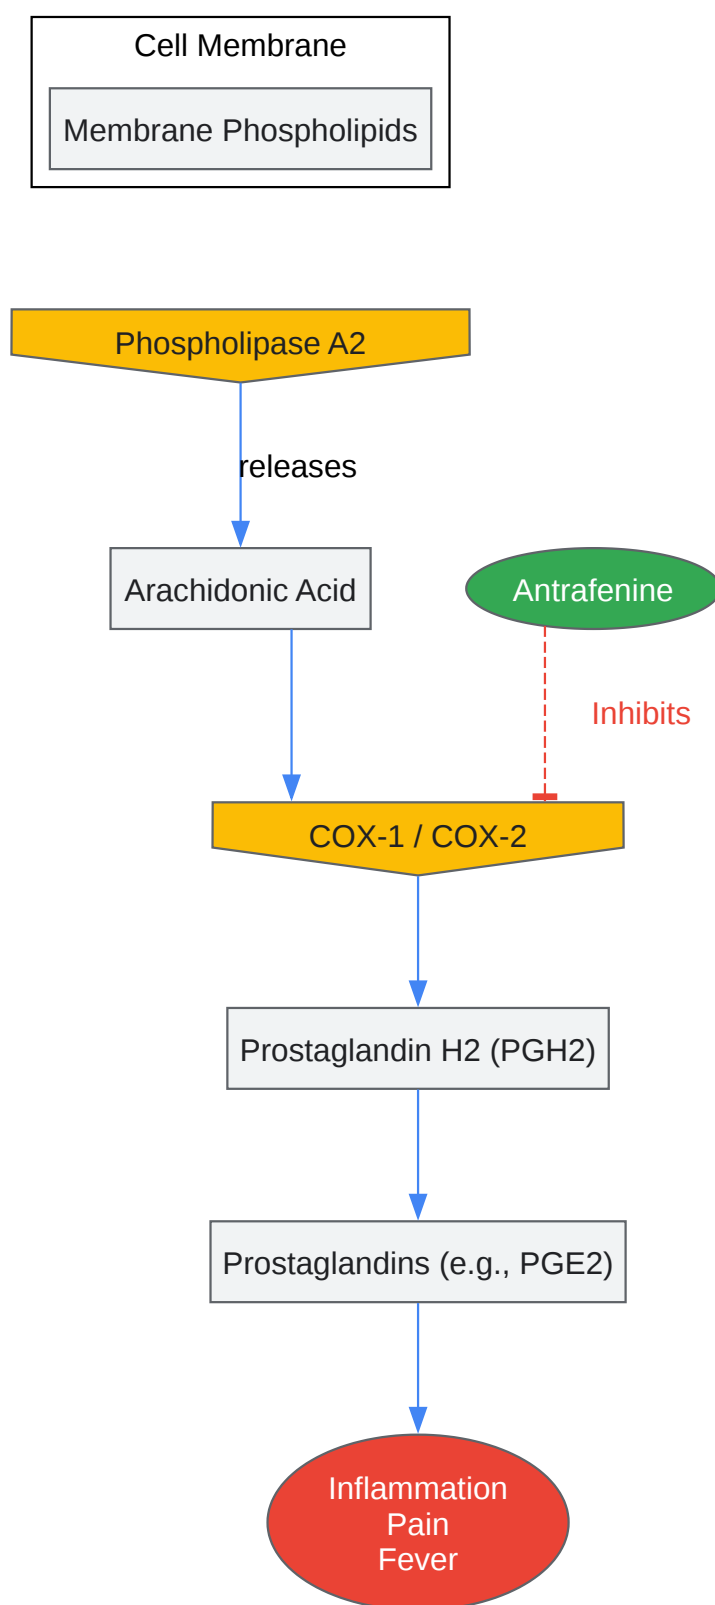 Cell Membrane
Membrane Phospholipids
Phospholipase A2
releases
Arachidonic Acid
Antrafenine
Inhibits
COX-1 / COX-2
Prostaglandin H2 (PGH2)
Prostaglandins (e.g., PGE2)
Inflammation
Pain
Fever